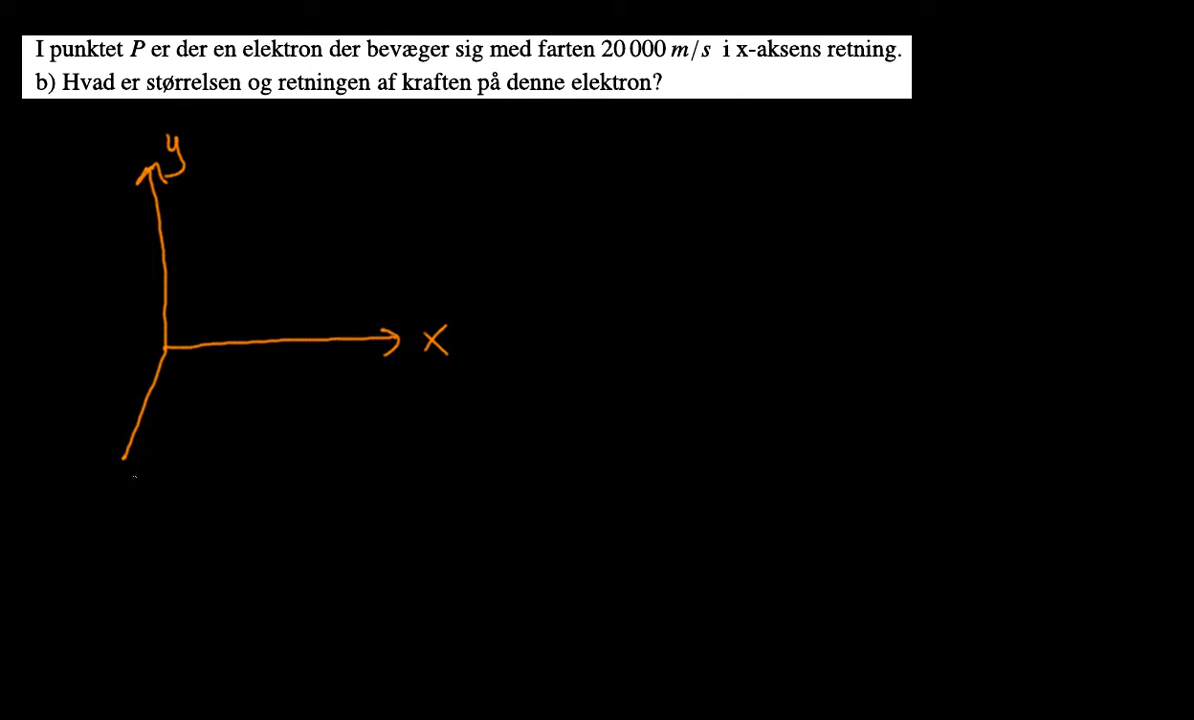 I punktet P er der en elektron der bevæger sig med farten 20 000 m/s i x-aksens retning.
b) Hvad er størrelsen og retningen af kraften på denne elektron?
y
x